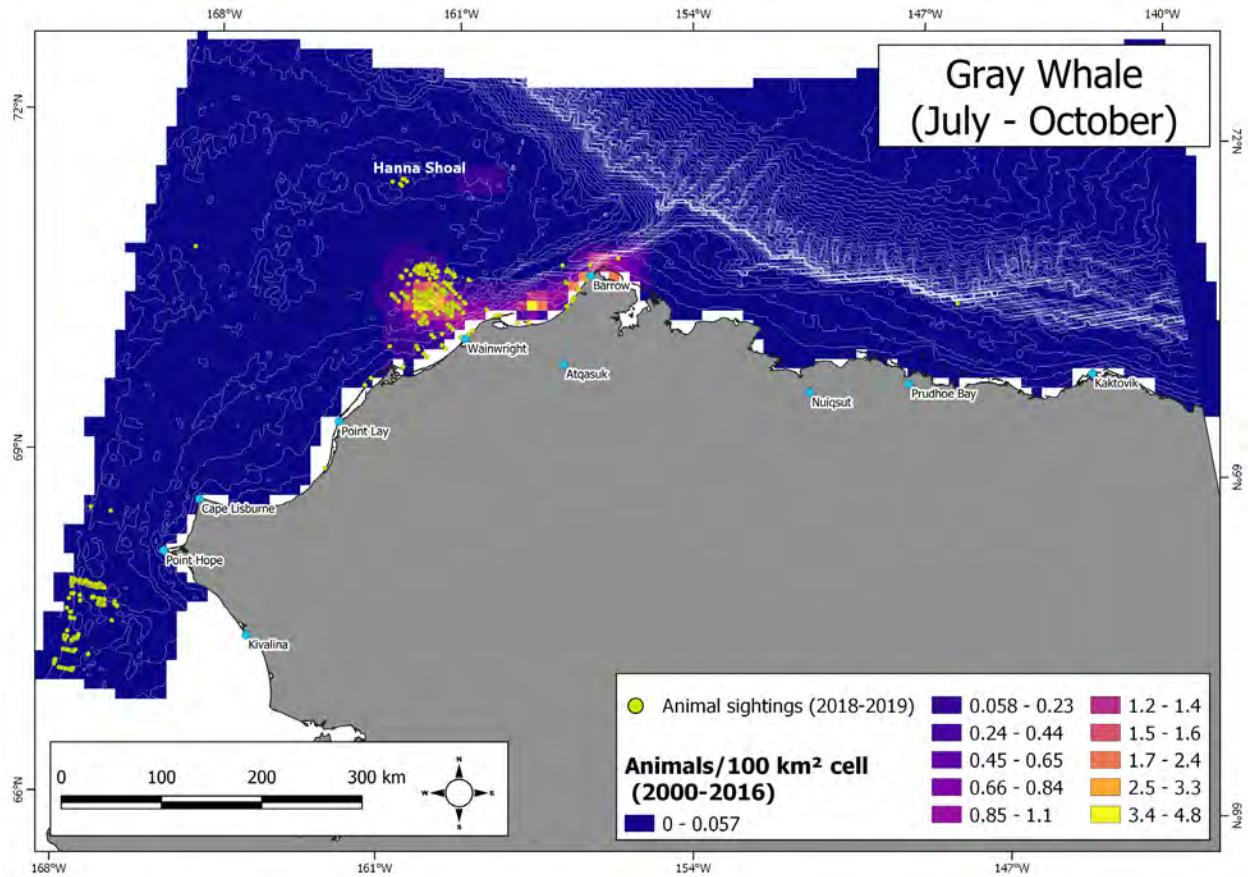 168°W 161°W 154°W 147°W 140°W
Gray Whale
(July - October)
72°N
72°N
Hanna Shoal
Barrow
Wainwright
Atqasuk
Kaktovik
Prudhoe Bay
Nuiqsut
Point Lay
69°N
69°N
Cape Lisburne
Point Hope
Kivalina
Animal sightings (2018-2019)
Animals/100 km² cell
(2000-2016)
0 - 0.057
0.058 - 0.23
0.24 - 0.44
0.45 - 0.65
0.66 - 0.84
0.85 - 1.1
1.2 - 1.4
1.5 - 1.6
1.7 - 2.4
2.5 - 3.3
3.4 - 4.8
0 100 200 300 km
N
W E
S
66°N
66°N
168°W 161°W 154°W 147°W